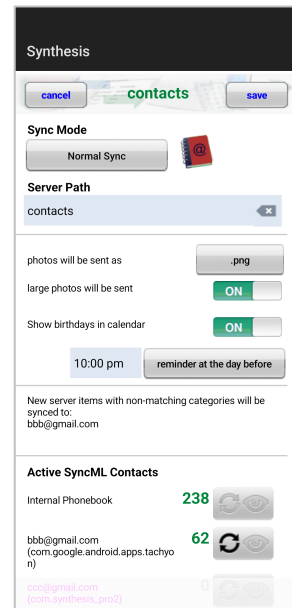 Synthesis
cancel contacts save
Sync Mode
Normal Sync
@
Server Path
contacts
photos will be sent as .png
large photos will be sent ON
Show birthdays in calendar ON
10:00 pm reminder at the day before
New server items with non-matching categories will be
synced to:
bbb@gmail.com
Active SyncML Contacts
Internal Phonebook 238
bbb@gmail.com 62
(com.google.android.apps.tachyo
n)
ccc@gmail.com 0
(com.synthesis_pro2)